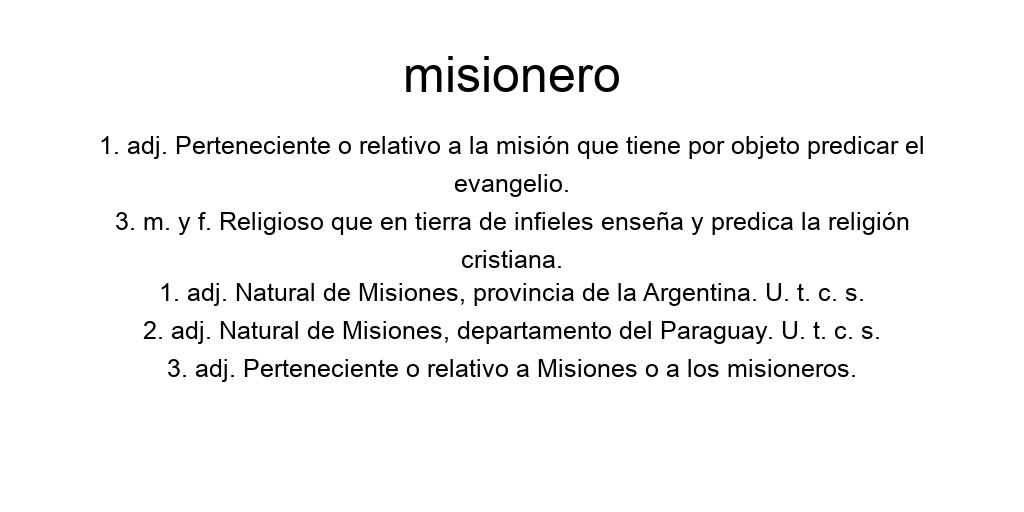 misionero
1. adj. Perteneciente o relativo a la misión que tiene por objeto predicar el
evangelio.
3. m. y f. Religioso que en tierra de infieles enseña y predica la religión
cristiana.
1. adj. Natural de Misiones, provincia de la Argentina. U. t. c. s.
2. adj. Natural de Misiones, departamento del Paraguay. U. t. c. s.
3. adj. Perteneciente o relativo a Misiones o a los misioneros.